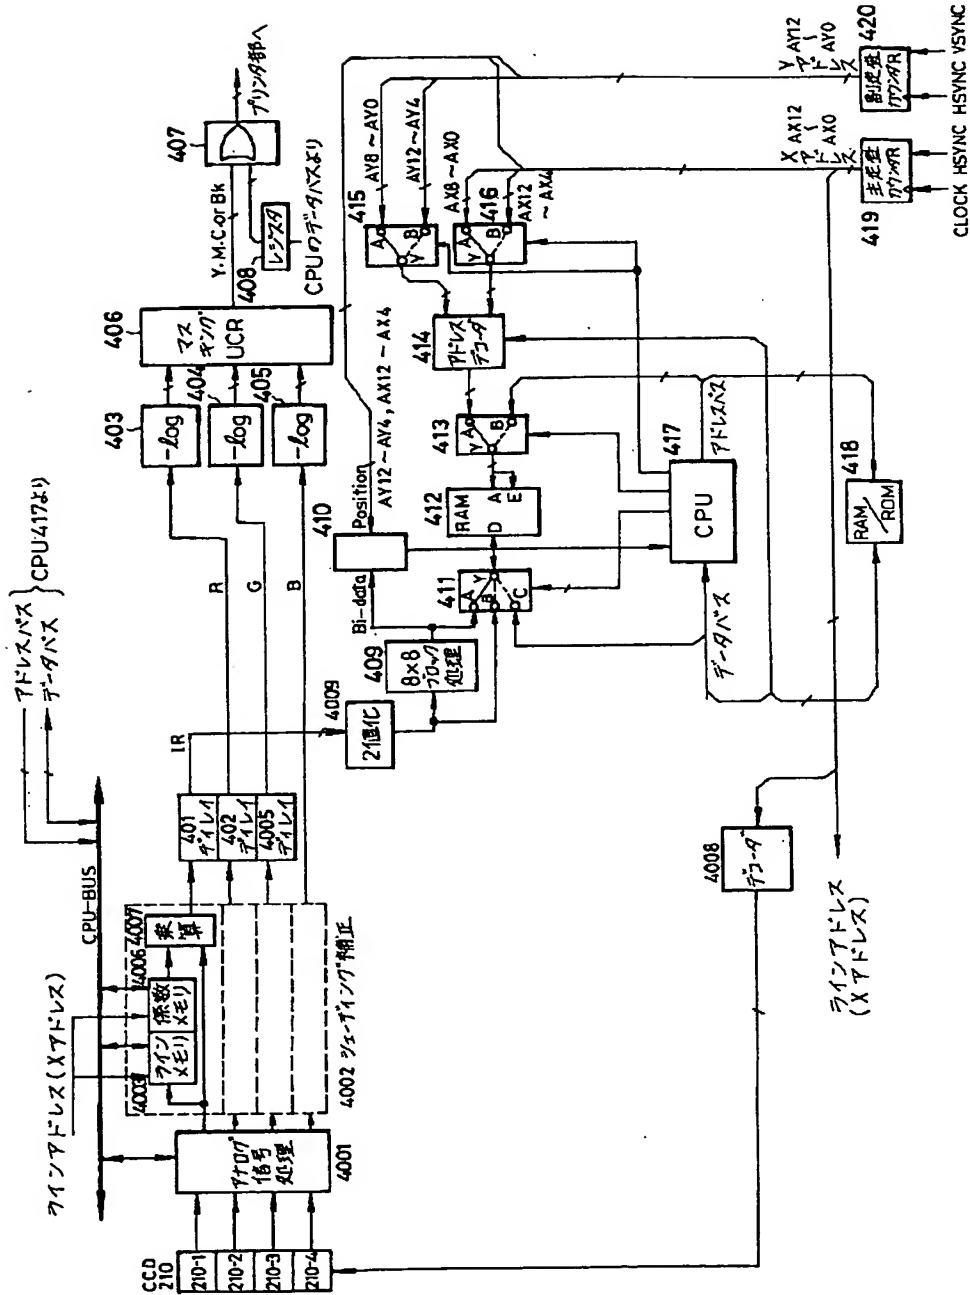 CCD
210
210-1
210-2
210-3
210-4
アナログ
信号
処理
4001
ラインアドレス(Xアドレス)
CPU-BUS
アドレスバス
データバス
CPU417より
4003
ライン
メモリ
4006
係数
メモリ
4007
乗
算
4002 シェーディング補正
401
ディレイ
402
ディレイ
4005
ディレイ
IR
R
G
B
403
-log
404
-log
405
-log
406
マス
キング
UCR
Y.M.C.or Bk
407
プリンタ部へ
408
レジスタ
CPUのデータバスより
4009
2値化
409
8×8
ブロック
処理
Bi-data
Position
410
AY12~AY4, AX12~AX4
411
A
B
C
Y
412
RAM
D
A
E
413
Y
A
B
414
アドレス
デコーダ
415
A
B
Y
AY8~AY0
AY12~AY4
416
Y
A
B
AX8~AX0
AX12
~AX4
417
CPU
アドレスバス
データバス
418
RAM/ROM
Y
アドレス
AY12
~
AY0
420
副走査
カウンタR
HSYNC
VSYNC
X
アドレス
AX12
~
AX0
419
主走査
カウンタR
CLOCK
HSYNC
4008
デコーダ
ラインアドレス
(Xアドレス)